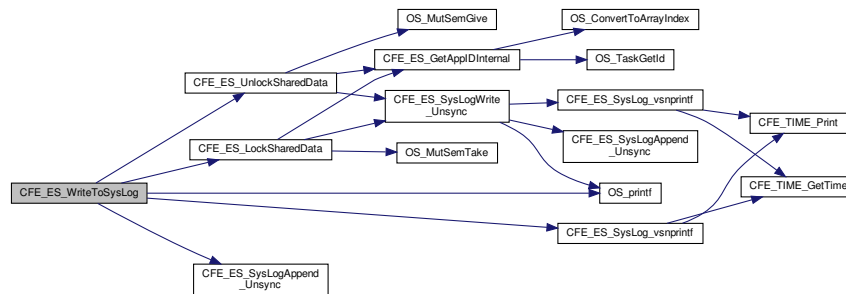 OS_MutSemGive
OS_ConvertToArrayIndex
CFE_ES_GetAppIDInternal
OS_TaskGetId
CFE_ES_UnlockSharedData
CFE_ES_SysLogWrite
_Unsync
CFE_ES_SysLog_vsnprintf
CFE_TIME_Print
CFE_ES_LockSharedData
OS_MutSemTake
CFE_ES_SysLogAppend
_Unsync
CFE_TIME_GetTime
CFE_ES_WriteToSysLog
OS_printf
CFE_ES_SysLog_vsnprintf
CFE_ES_SysLogAppend
_Unsync